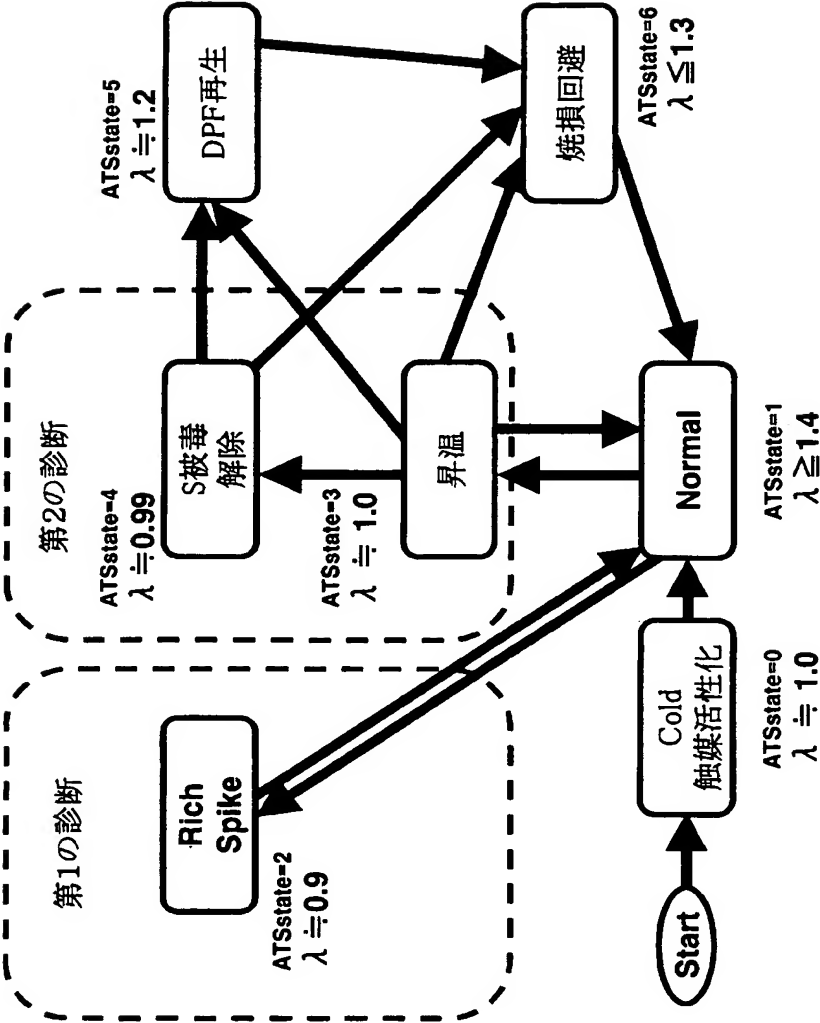 第1の診断
Rich
Spike
ATSstate=2
λ≒0.9
第2の診断
ATSstate=4
λ≒0.99
S被毒
解除
ATSstate=3
λ≒1.0
昇温
ATSstate=5
λ≒1.2
DPF再生
焼損回避
ATSstate=6
λ≦1.3
Start
Cold
触媒活性化
ATSstate=0
λ≒1.0
Normal
ATSstate=1
λ≧1.4